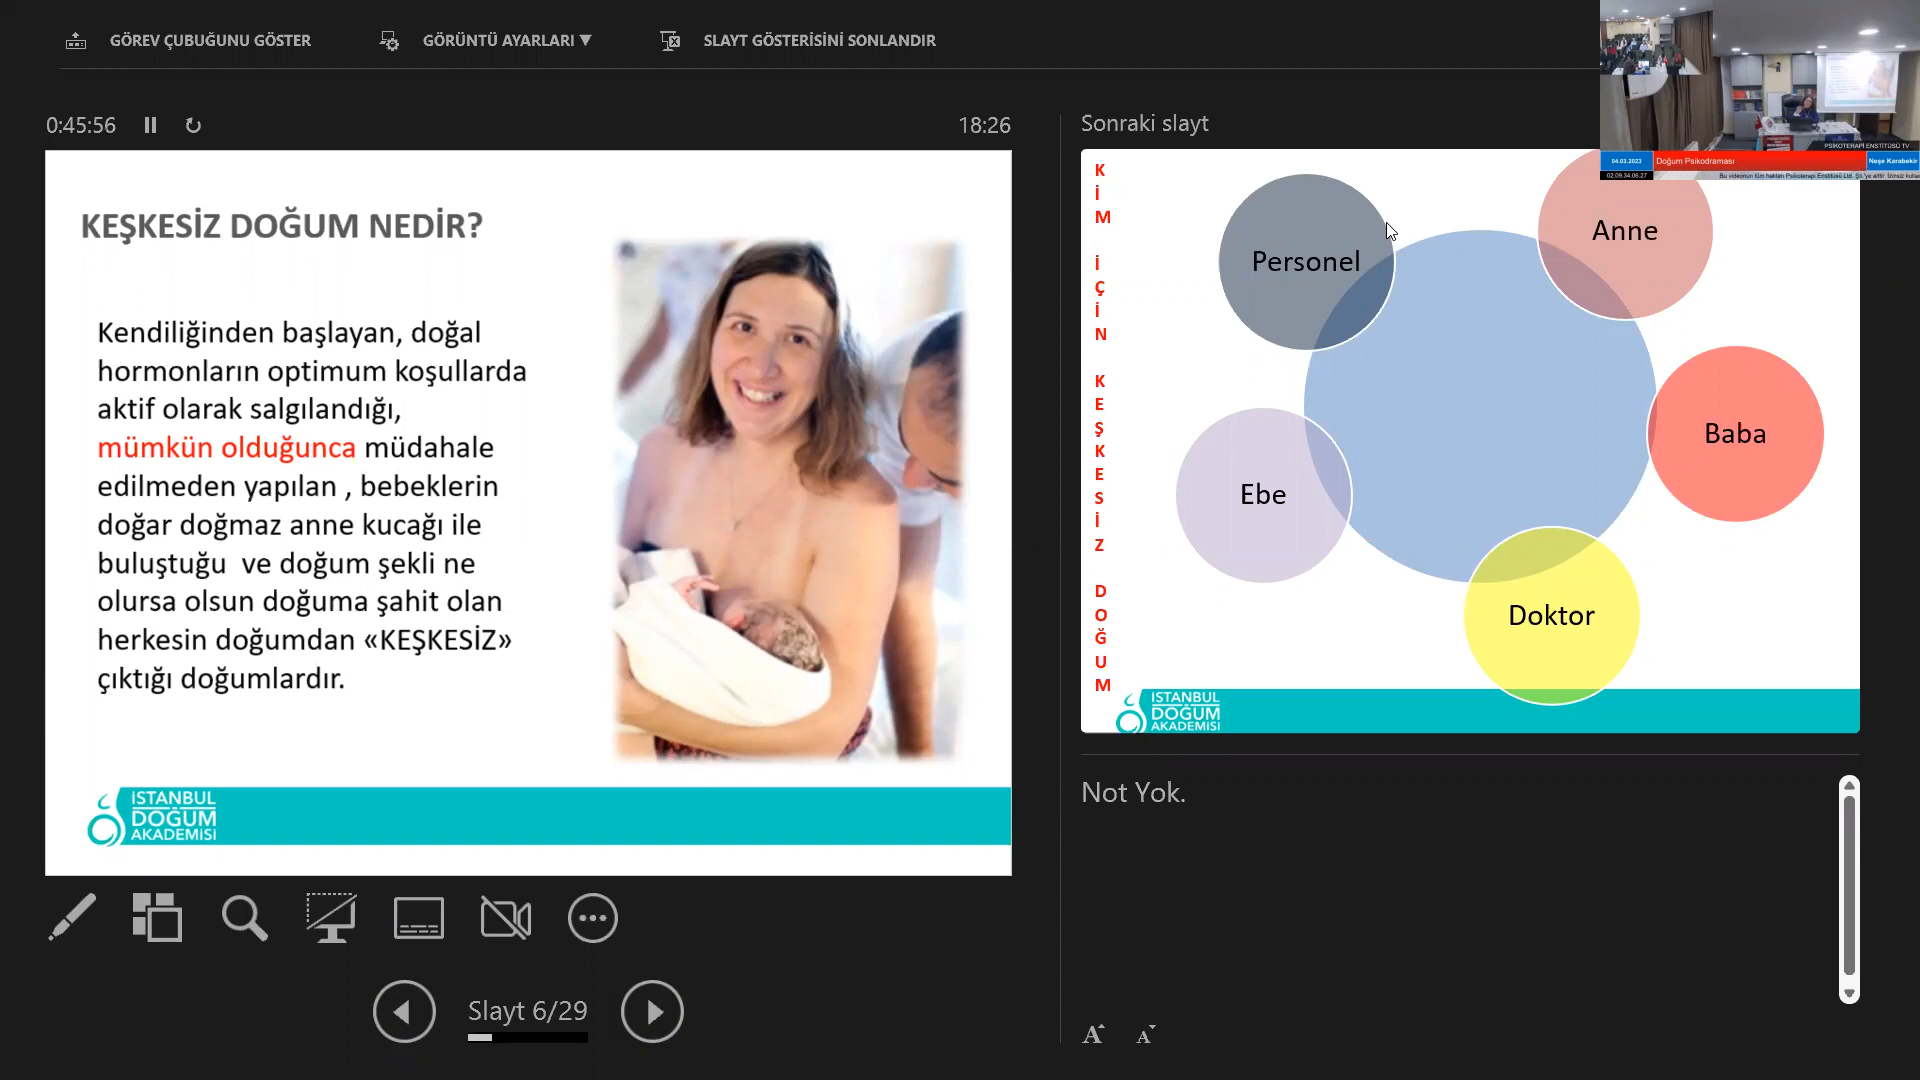 GÖREV ÇUBUĞUNU GÖSTER
GÖRÜNTÜ AYARLARI ▼
SLAYT GÖSTERİSİNİ SONLANDIR
0:45:56
18:26
KEŞKESİZ DOĞUM NEDİR?
Kendiliğinden başlayan, doğal
hormonların optimum koşullarda
aktif olarak salgılandığı,
mümkün olduğunca müdahale
edilmeden yapılan , bebeklerin
doğar doğmaz anne kucağı ile
buluştuğu ve doğum şekli ne
olursa olsun doğuma şahit olan
herkesin doğumdan «KEŞKESİZ»
çıktığı doğumlardır.
İSTANBUL
DOĞUM
AKADEMİSİ
Slayt 6/29
Sonraki slayt
KİM İÇİN KEŞKESİZ DOĞUM
Personel
Anne
Baba
Ebe
Doktor
İSTANBUL
DOĞUM
AKADEMİSİ
Not Yok.
PSİKOTERAPİ ENSTİTÜSÜ TV
04.03.2023
Doğum Psikodraması
Neşe Karabekir
02.09.34.06.27
Bu videonun tüm hakları Psikoterapi Enstitüsü Ltd. Şti.'ye aittir. İzinsiz